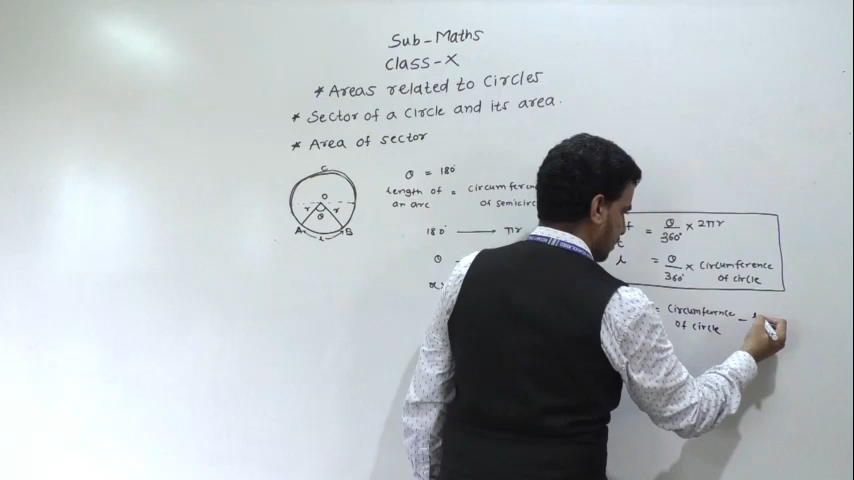 Sub-Maths
Class-X
* Areas related to Circles
* Sector of a Circle and its area.
* Area of sector
C
O
r r
θ
A B
l
θ = 180°
length of = circumference
an arc of semicirc
180° → πr
θ
= θ/360° × 2πr
l = θ/360° × circumference
of circle
= circumference -
of circle